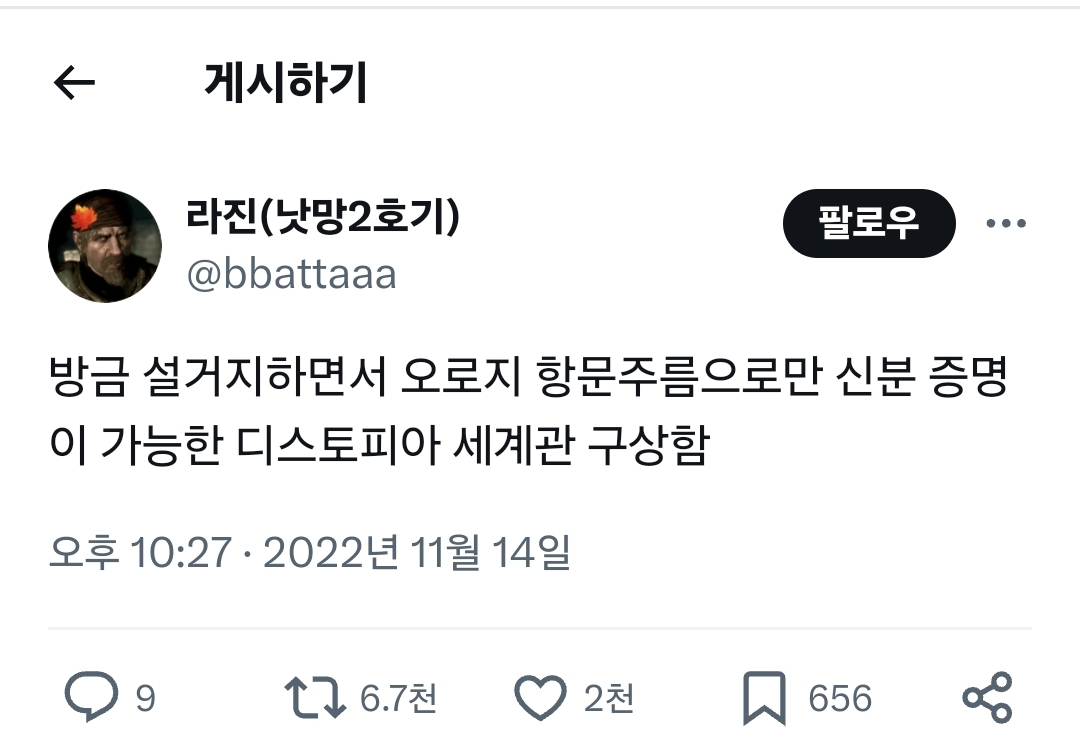 게시하기
라진(낫망2호기)
팔로우
@bbattaaa
방금 설거지하면서 오로지 항문주름으로만 신분 증명
이 가능한 디스토피아 세계관 구상함
오후 10:27 · 2022년 11월 14일
9 6.7천 2천 656